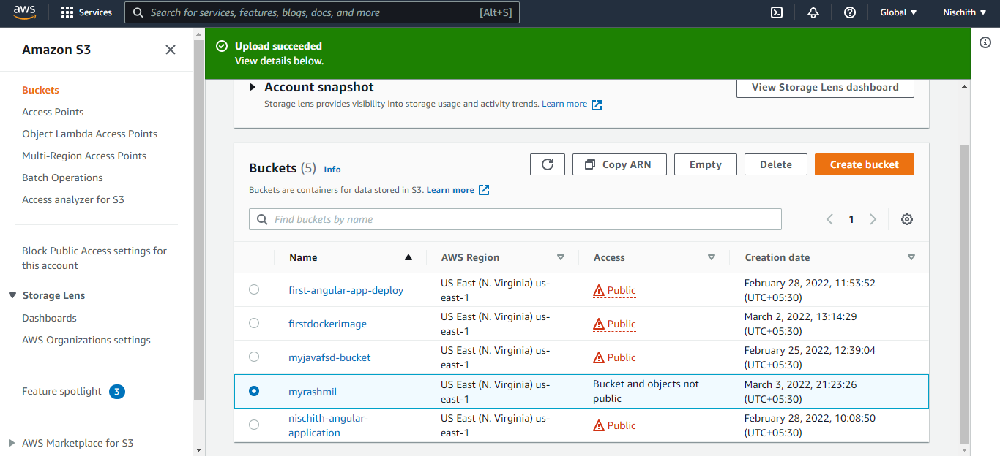 aws
Services
Search for services, features, blogs, docs, and more
[Alt+S]
Global
Nischith
Amazon S3
Buckets
Access Points
Object Lambda Access Points
Multi-Region Access Points
Batch Operations
Access analyzer for S3
Block Public Access settings for
this account
Storage Lens
Dashboards
AWS Organizations settings
Feature spotlight 3
AWS Marketplace for S3
Upload succeeded
View details below.
Account snapshot
Storage lens provides visibility into storage usage and activity trends. Learn more
View Storage Lens dashboard
Buckets (5) Info
Copy ARN
Empty
Delete
Create bucket
Buckets are containers for data stored in S3. Learn more
Find buckets by name
1
Name
AWS Region
Access
Creation date
first-angular-app-deploy
US East (N. Virginia) us-
east-1
Public
February 28, 2022, 11:53:52
(UTC+05:30)
firstdockerimage
US East (N. Virginia) us-
east-1
Public
March 2, 2022, 13:14:29
(UTC+05:30)
myjavafsd-bucket
US East (N. Virginia) us-
east-1
Public
February 25, 2022, 12:39:04
(UTC+05:30)
myrashmil
US East (N. Virginia) us-
east-1
Bucket and objects not
public
March 3, 2022, 21:23:26
(UTC+05:30)
nischith-angular-
application
US East (N. Virginia) us-
east-1
Public
February 28, 2022, 10:08:50
(UTC+05:30)